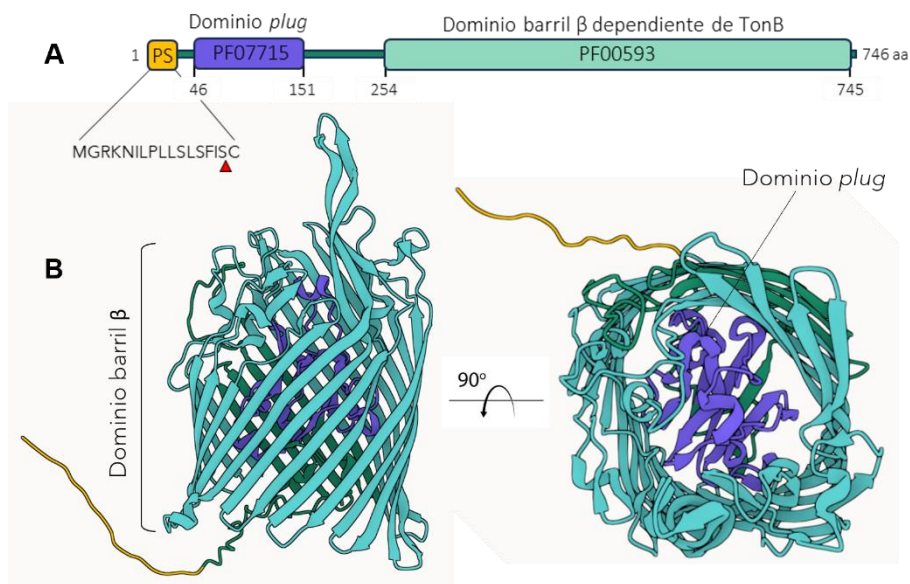 Dominio plug
Dominio barril β dependiente de TonB
A
1
PS
PF07715
PF00593
746 aa
46
151
254
745
MGRKNILPLLSLSFISC
Dominio plug
B
Dominio barril β
90°